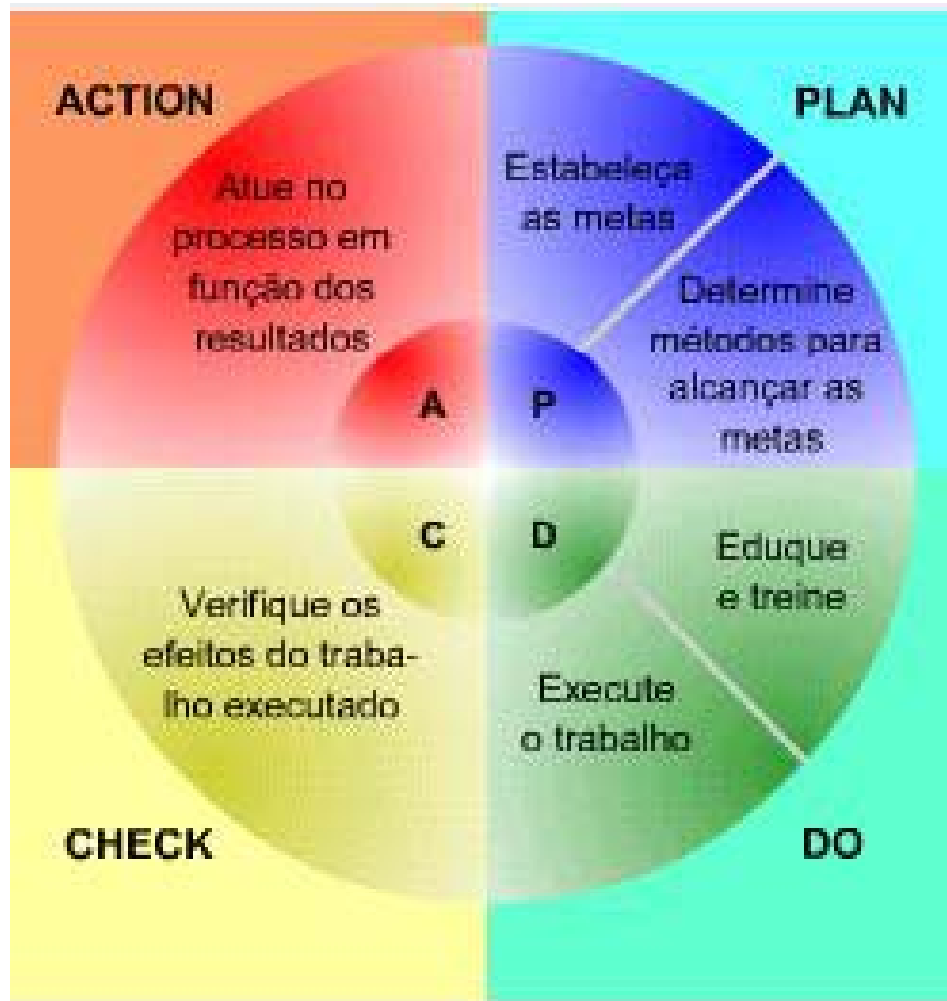 ACTION
PLAN
Atue no
processo em
função dos
resultados
Estabeleça
as metas
Determine
métodos para
alcançar as
metas
A
P
C
D
Eduque
e treine
Verifique os
efeitos do traba-
lho executado
Execute
o trabalho
CHECK
DO